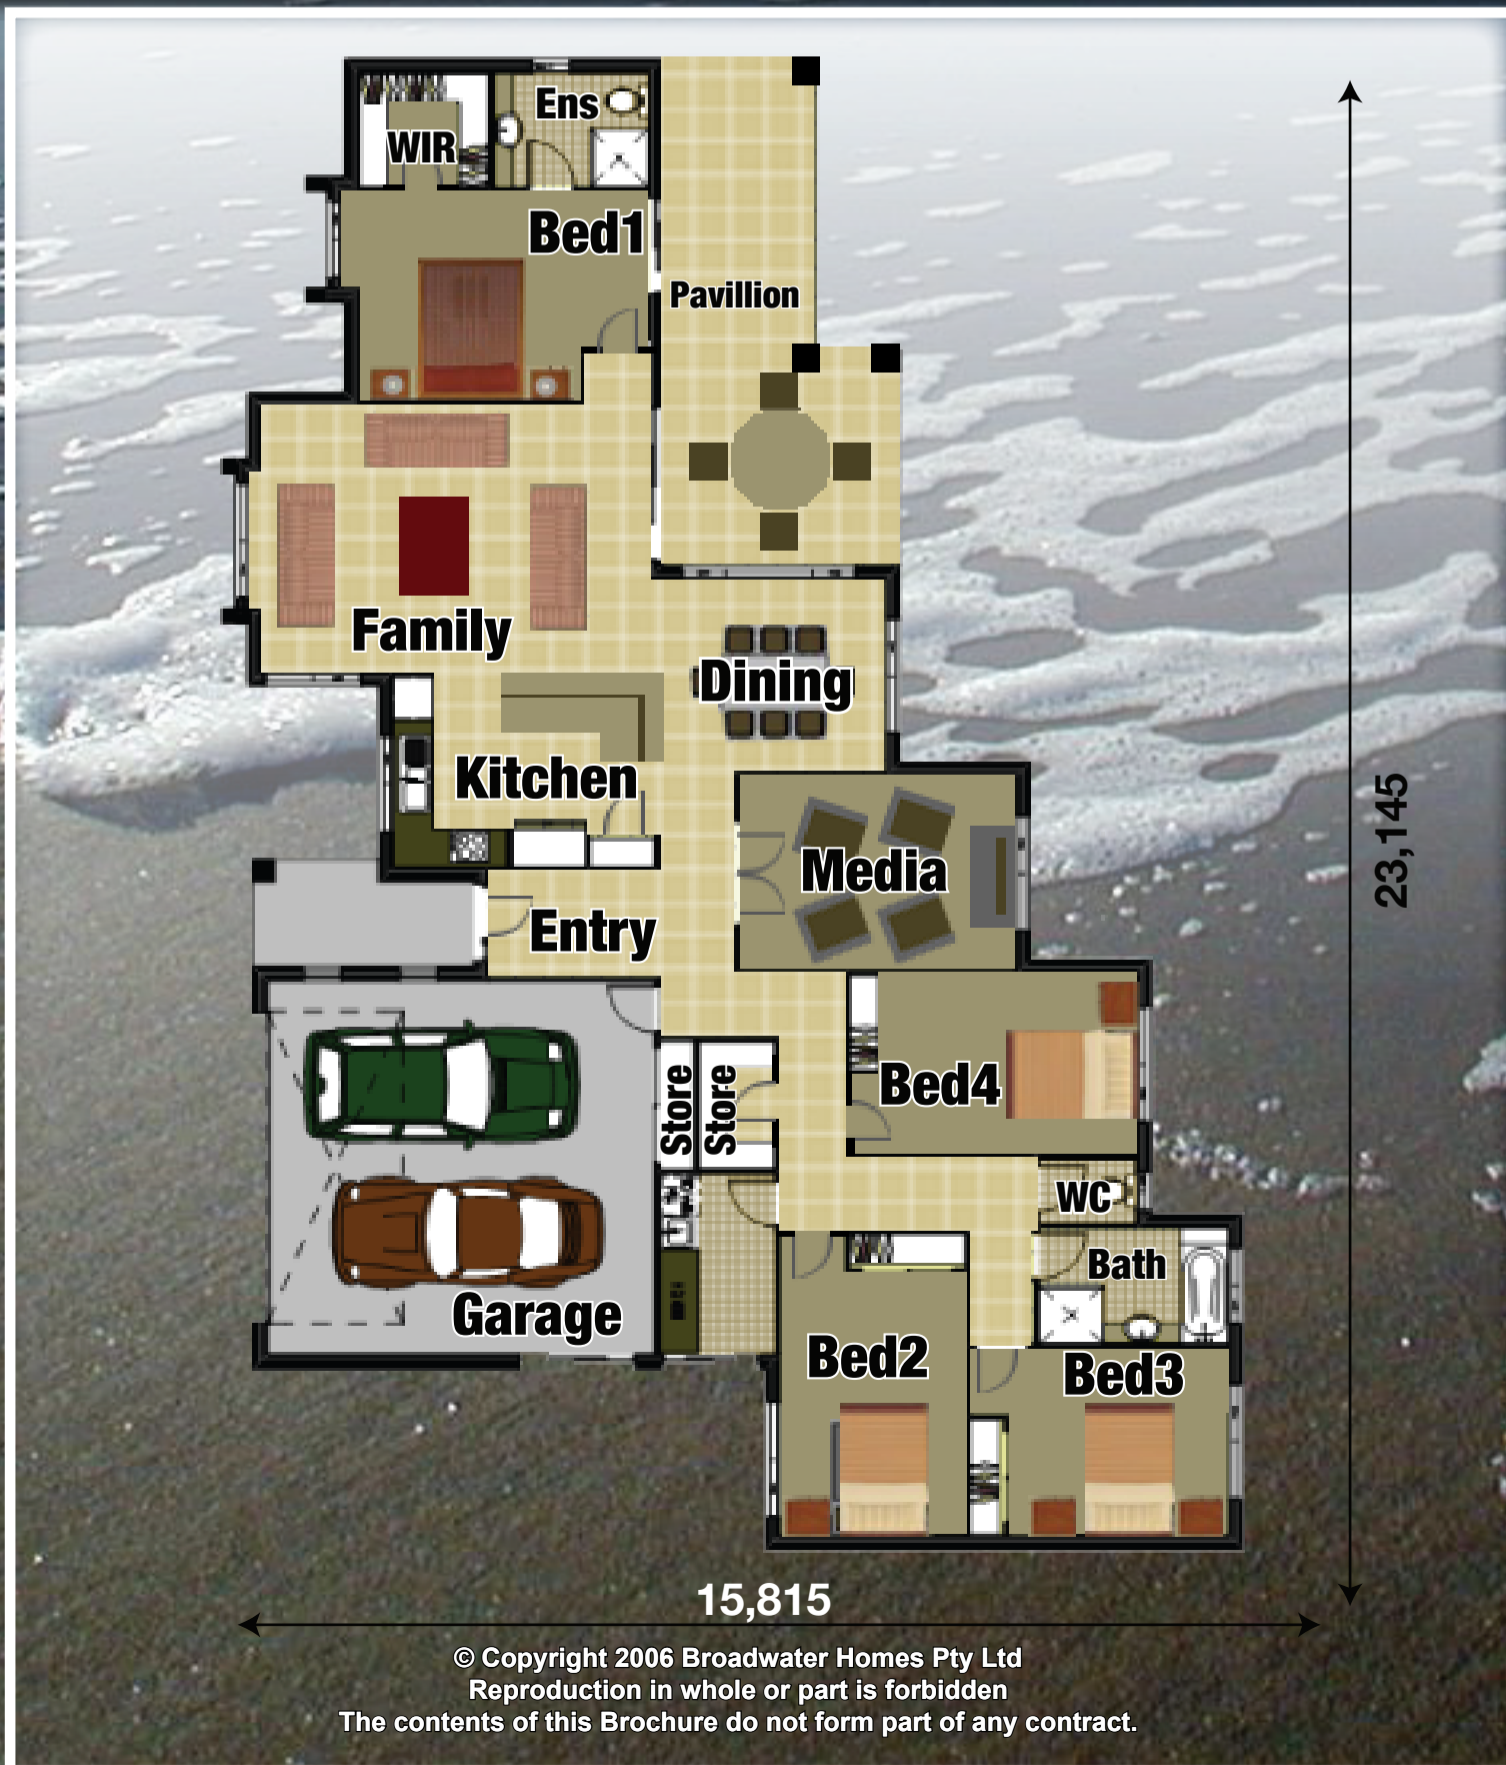 Ens
WIR
Bed1
Pavillion
Family
Dining
Kitchen
Media
Entry
Store
Store
Bed4
WC
Bath
Garage
Bed2
Bed3
23,145
15,815
© Copyright 2006 Broadwater Homes Pty Ltd
Reproduction in whole or part is forbidden
The contents of this Brochure do not form part of any contract.